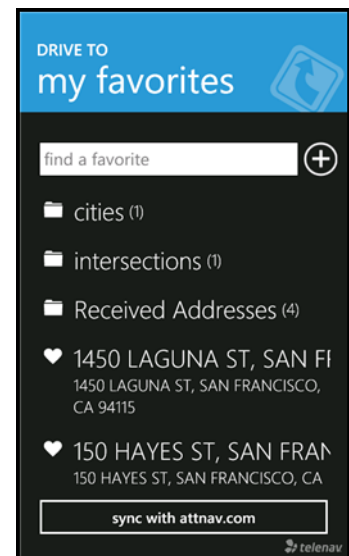 DRIVE TO
my favorites
find a favorite
cities (1)
intersections (1)
Received Addresses (4)
1450 LAGUNA ST, SAN
1450 LAGUNA ST, SAN FRANCISCO,
CA 94115
150 HAYES ST, SAN FRAN
150 HAYES ST, SAN FRANCISCO, CA
sync with attnav.com
telenav